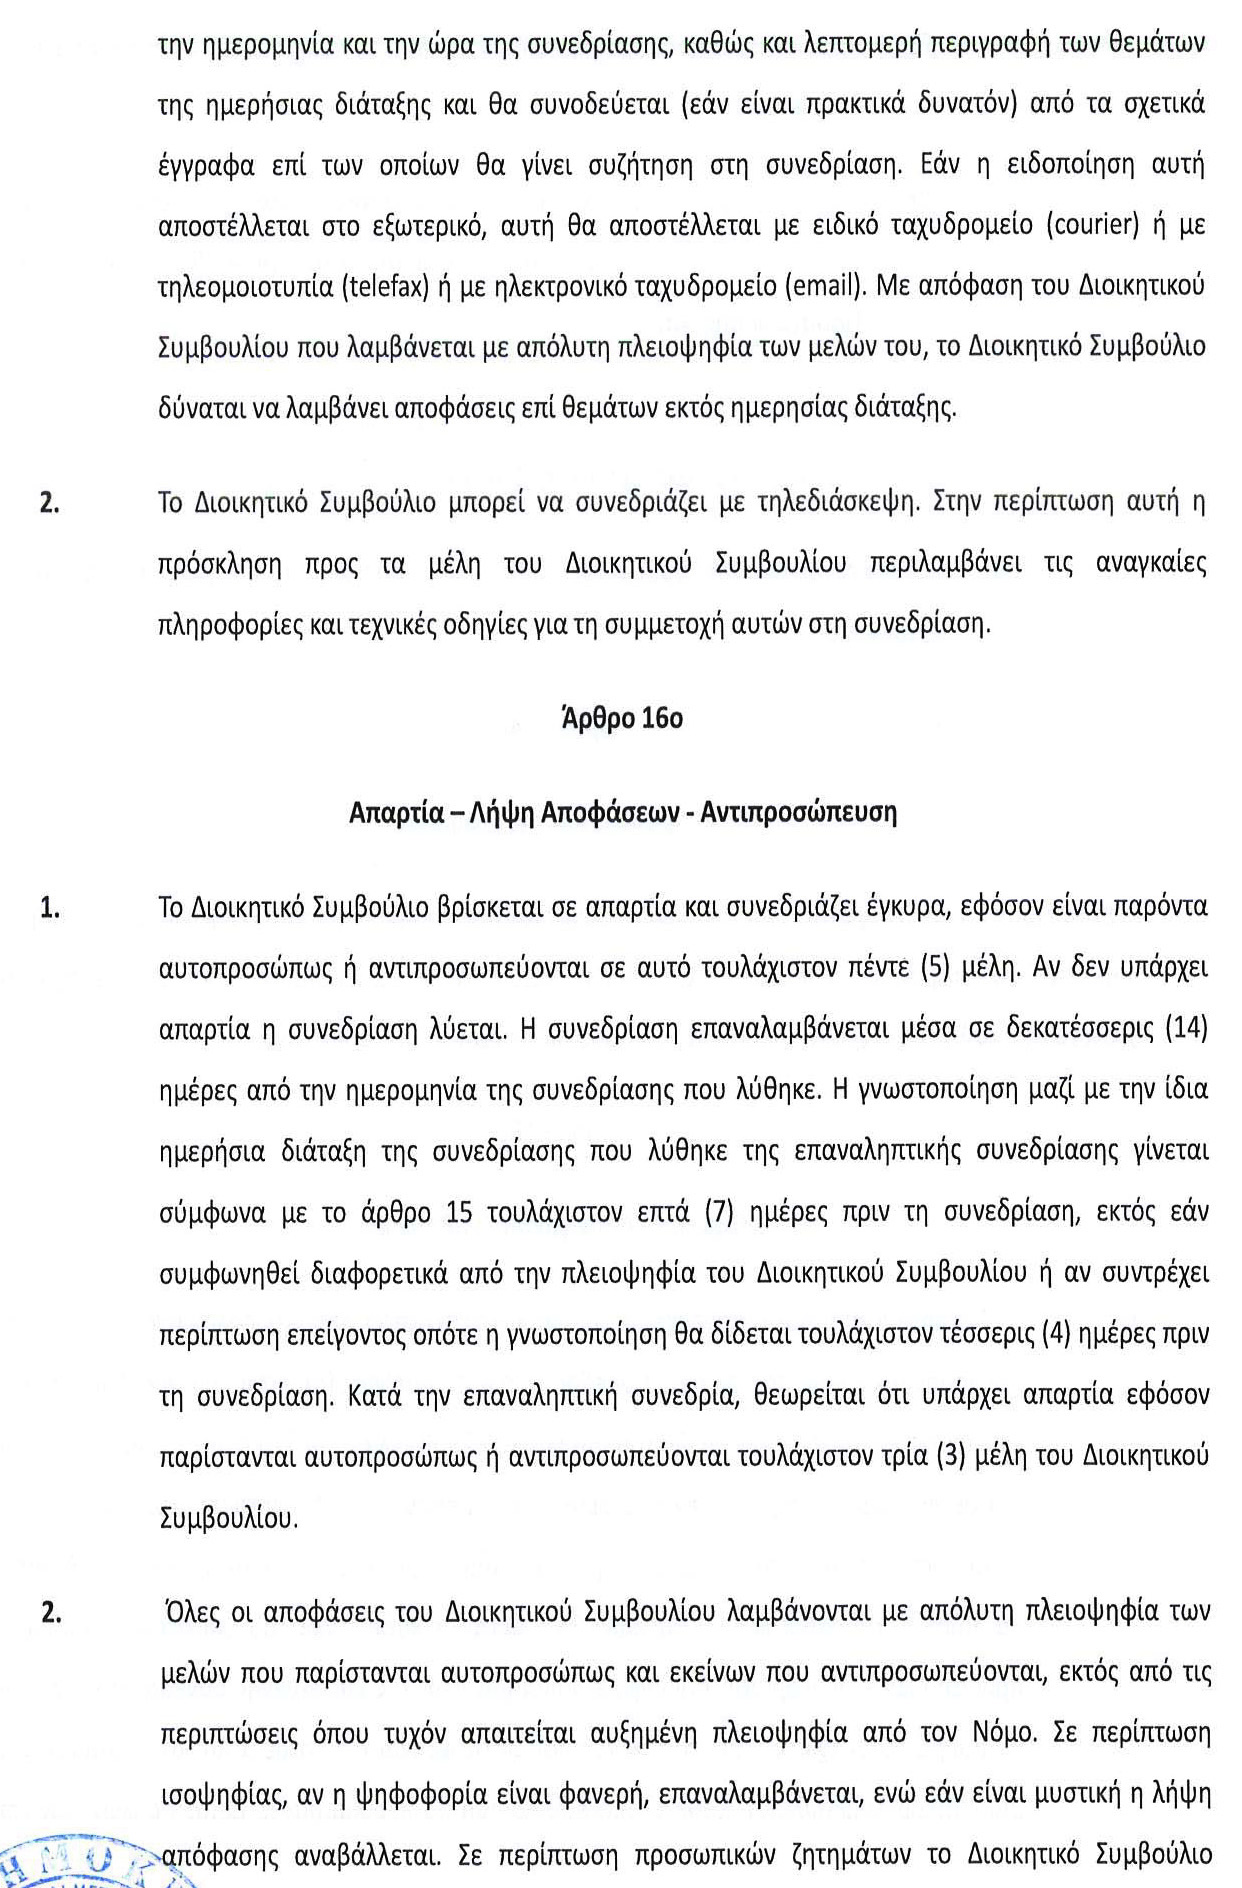 την ημερομηνία και την ώρα της συνεδρίασης, καθώς και λεπτομερή περιγραφή των θεμάτων
της ημερήσιας διάταξης και θα συνοδεύεται (εάν είναι πρακτικά δυνατόν) από τα σχετικά
έγγραφα επί των οποίων θα γίνει συζήτηση στη συνεδρίαση. Εάν η ειδοποίηση αυτή
αποστέλλεται στο εξωτερικό, αυτή θα αποστέλλεται με ειδικό ταχυδρομείο (courier) ή με
τηλεομοιοτυπία (telefax) ή με ηλεκτρονικό ταχυδρομείο (email). Με απόφαση του Διοικητικού
Συμβουλίου που λαμβάνεται με απόλυτη πλειοψηφία των μελών του, το Διοικητικό Συμβούλιο
δύναται να λαμβάνει αποφάσεις επί θεμάτων εκτός ημερησίας διάταξης.
2. Το Διοικητικό Συμβούλιο μπορεί να συνεδριάζει με τηλεδιάσκεψη. Στην περίπτωση αυτή η
πρόσκληση προς τα μέλη του Διοικητικού Συμβουλίου περιλαμβάνει τις αναγκαίες
πληροφορίες και τεχνικές οδηγίες για τη συμμετοχή αυτών στη συνεδρίαση.
Άρθρο 16ο
Απαρτία – Λήψη Αποφάσεων - Αντιπροσώπευση
1. Το Διοικητικό Συμβούλιο βρίσκεται σε απαρτία και συνεδριάζει έγκυρα, εφόσον είναι παρόντα
αυτοπροσώπως ή αντιπροσωπεύονται σε αυτό τουλάχιστον πέντε (5) μέλη. Αν δεν υπάρχει
απαρτία η συνεδρίαση λύεται. Η συνεδρίαση επαναλαμβάνεται μέσα σε δεκατέσσερις (14)
ημέρες από την ημερομηνία της συνεδρίασης που λύθηκε. Η γνωστοποίηση μαζί με την ίδια
ημερήσια διάταξη της συνεδρίασης που λύθηκε της επαναληπτικής συνεδρίασης γίνεται
σύμφωνα με το άρθρο 15 τουλάχιστον επτά (7) ημέρες πριν τη συνεδρίαση, εκτός εάν
συμφωνηθεί διαφορετικά από την πλειοψηφία του Διοικητικού Συμβουλίου ή αν συντρέχει
περίπτωση επείγοντος οπότε η γνωστοποίηση θα δίδεται τουλάχιστον τέσσερις (4) ημέρες πριν
τη συνεδρίαση. Κατά την επαναληπτική συνεδρία, θεωρείται ότι υπάρχει απαρτία εφόσον
παρίστανται αυτοπροσώπως ή αντιπροσωπεύονται τουλάχιστον τρία (3) μέλη του Διοικητικού
Συμβουλίου.
2. Όλες οι αποφάσεις του Διοικητικού Συμβουλίου λαμβάνονται με απόλυτη πλειοψηφία των
μελών που παρίστανται αυτοπροσώπως και εκείνων που αντιπροσωπεύονται, εκτός από τις
περιπτώσεις όπου τυχόν απαιτείται αυξημένη πλειοψηφία από τον Νόμο. Σε περίπτωση
ισοψηφίας, αν η ψηφοφορία είναι φανερή, επαναλαμβάνεται, ενώ εάν είναι μυστική η λήψη
απόφασης αναβάλλεται. Σε περίπτωση προσωπικών ζητημάτων το Διοικητικό Συμβούλιο